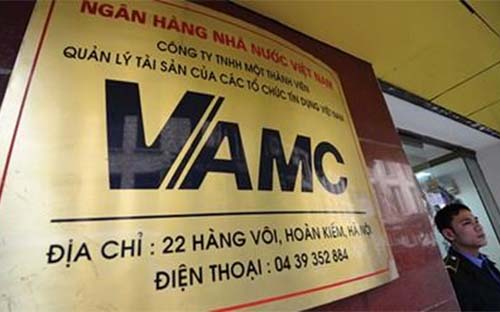 NGÂN HÀNG NHÀ NƯỚC VIỆT NAM
CÔNG TY TNHH MỘT THÀNH VIÊN
QUẢN LÝ TÀI SẢN CỦA CÁC TỔ CHỨC TÍN DỤNG VIỆT NAM
VAMC
ĐỊA CHỈ : 22 HÀNG VÔI, HOÀN KIẾM, HÀ NỘI
ĐIỆN THOẠI : 04 39 352 884